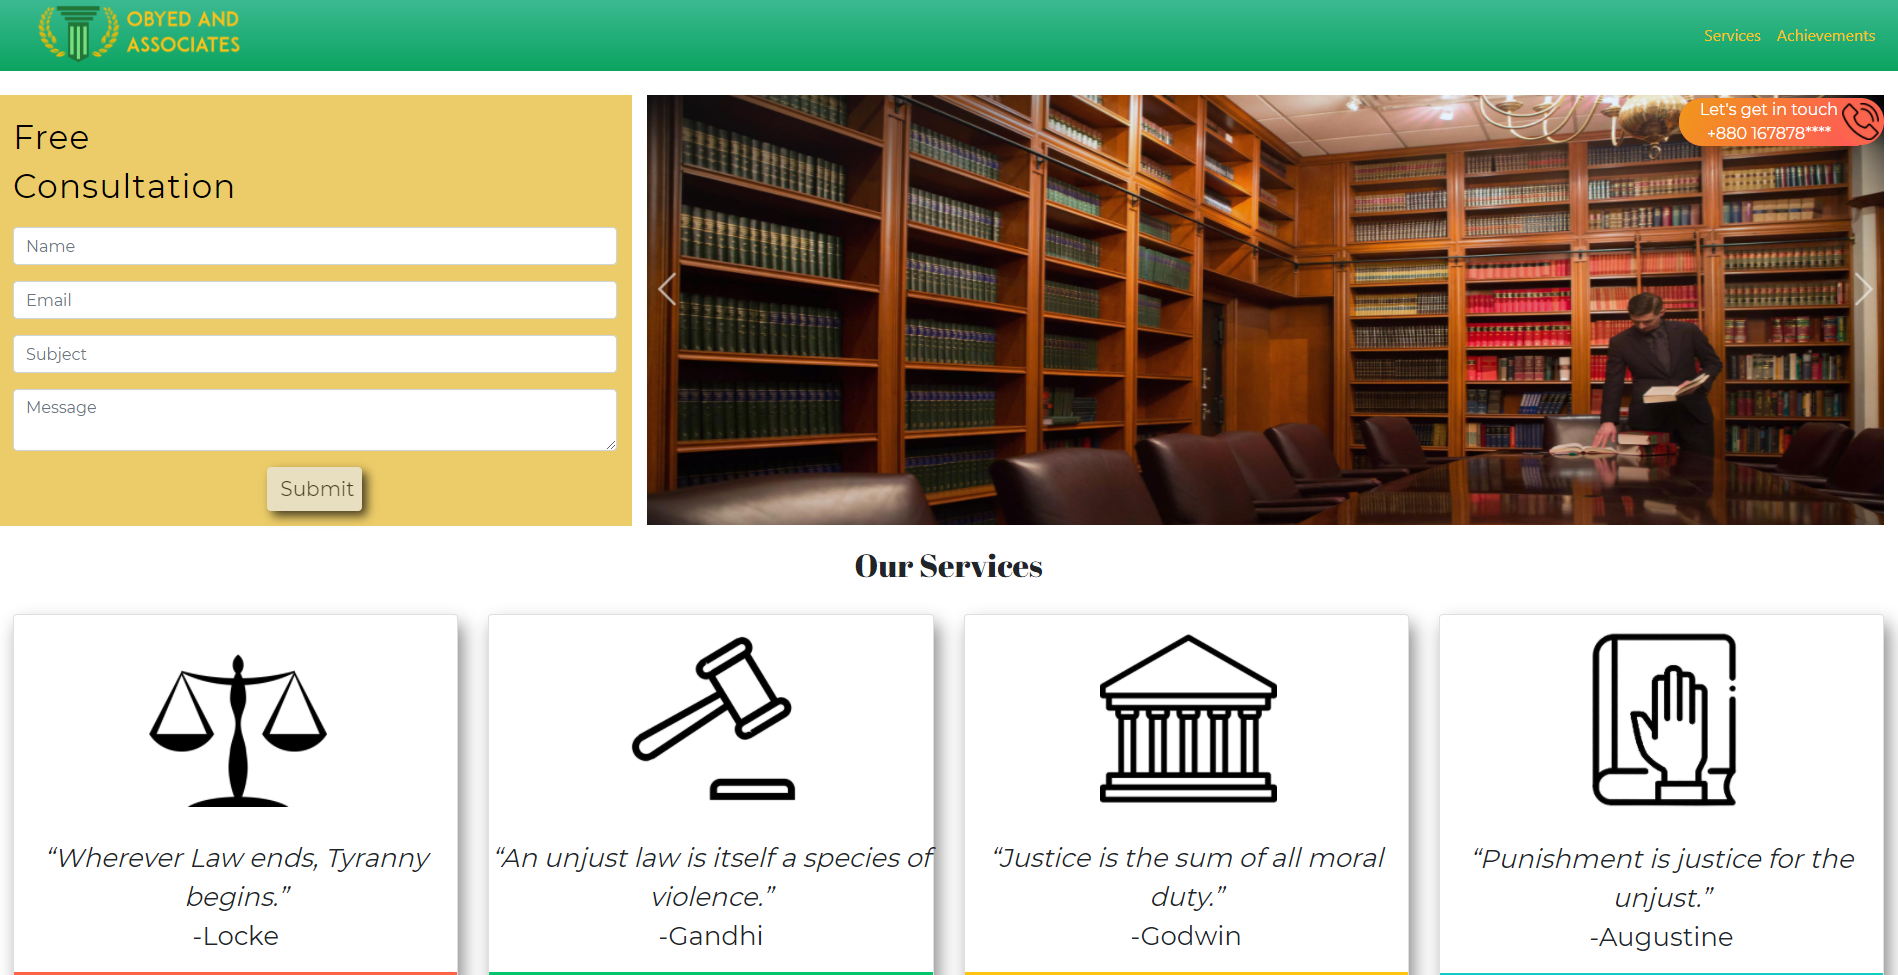 OBYED AND
ASSOCIATES
Services Achievements
Free
Consultation
Name
Email
Subject
Message
Submit
Let's get in touch
+880 167878****
Our Services
“Wherever Law ends, Tyranny
begins.”
-Locke
“An unjust law is itself a species of
violence.”
-Gandhi
“Justice is the sum of all moral
duty.”
-Godwin
“Punishment is justice for the
unjust.”
-Augustine